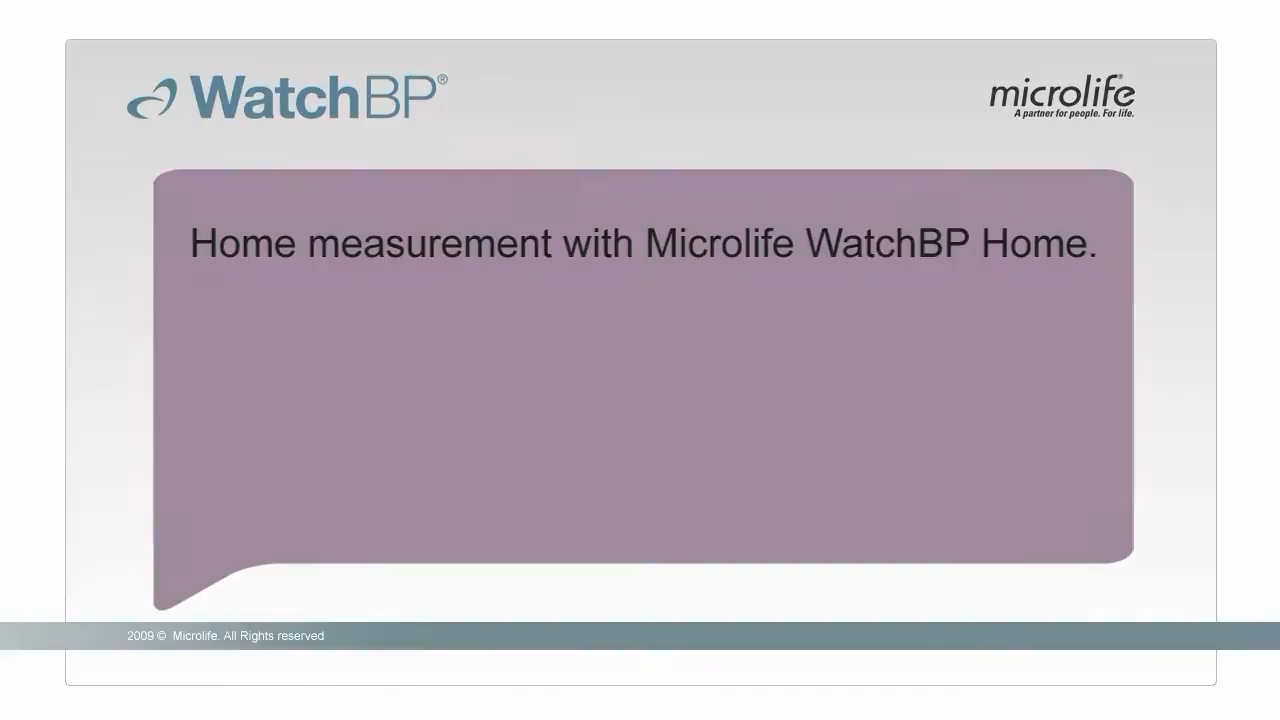 WatchBP®
microlife®
A partner for people. For life.
Home measurement with Microlife WatchBP Home.
2009 © Microlife. All Rights reserved